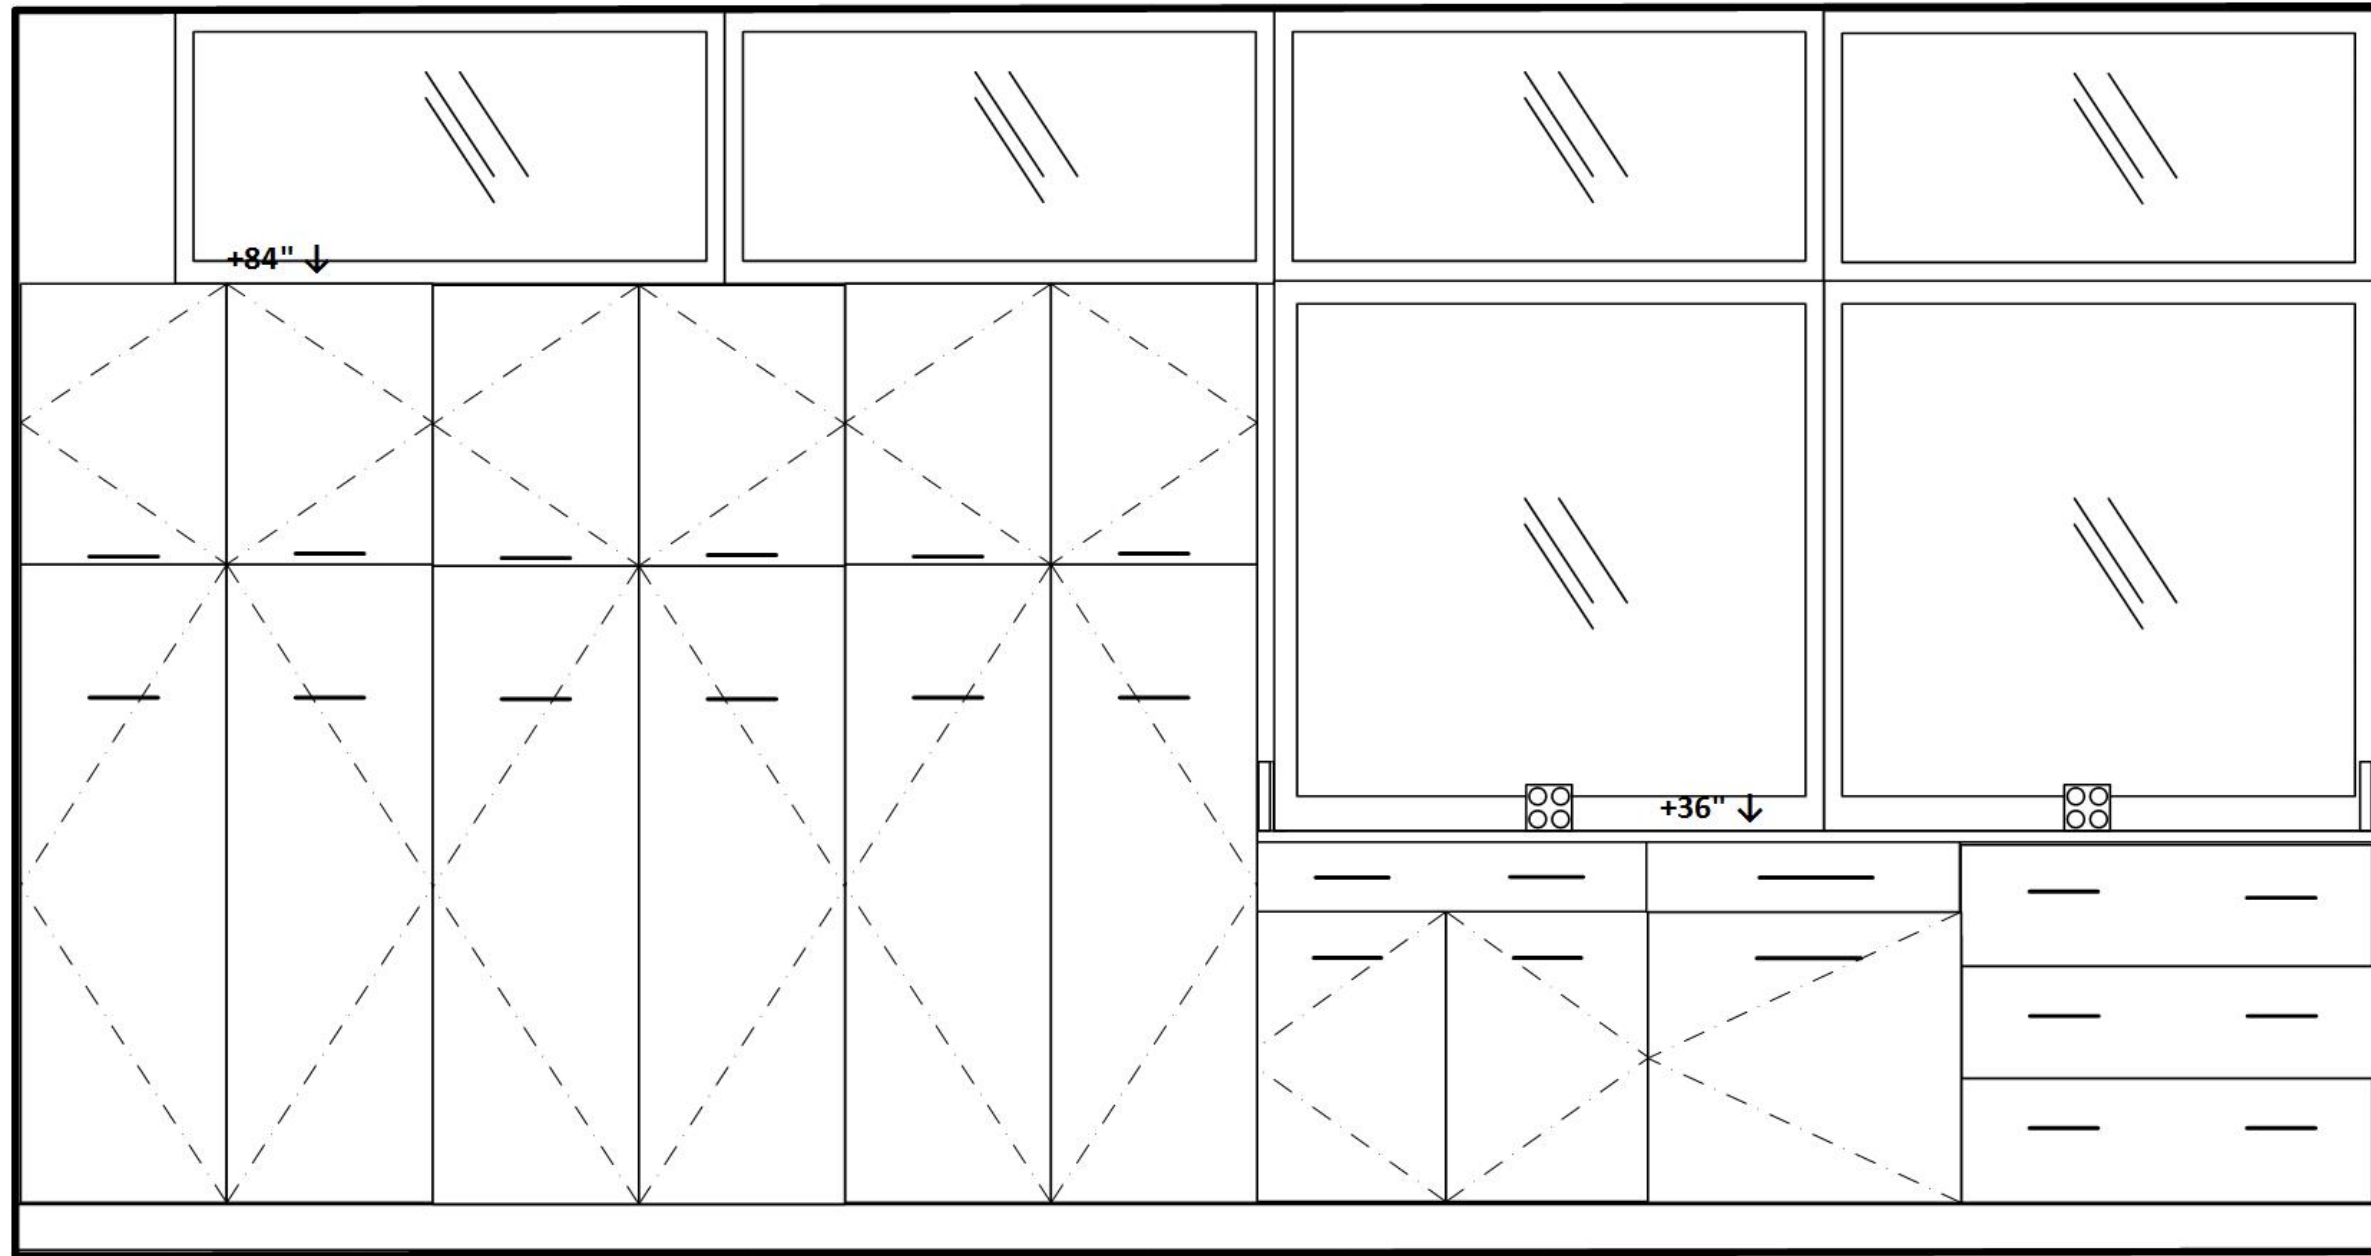 +84" ↓
+36" ↓